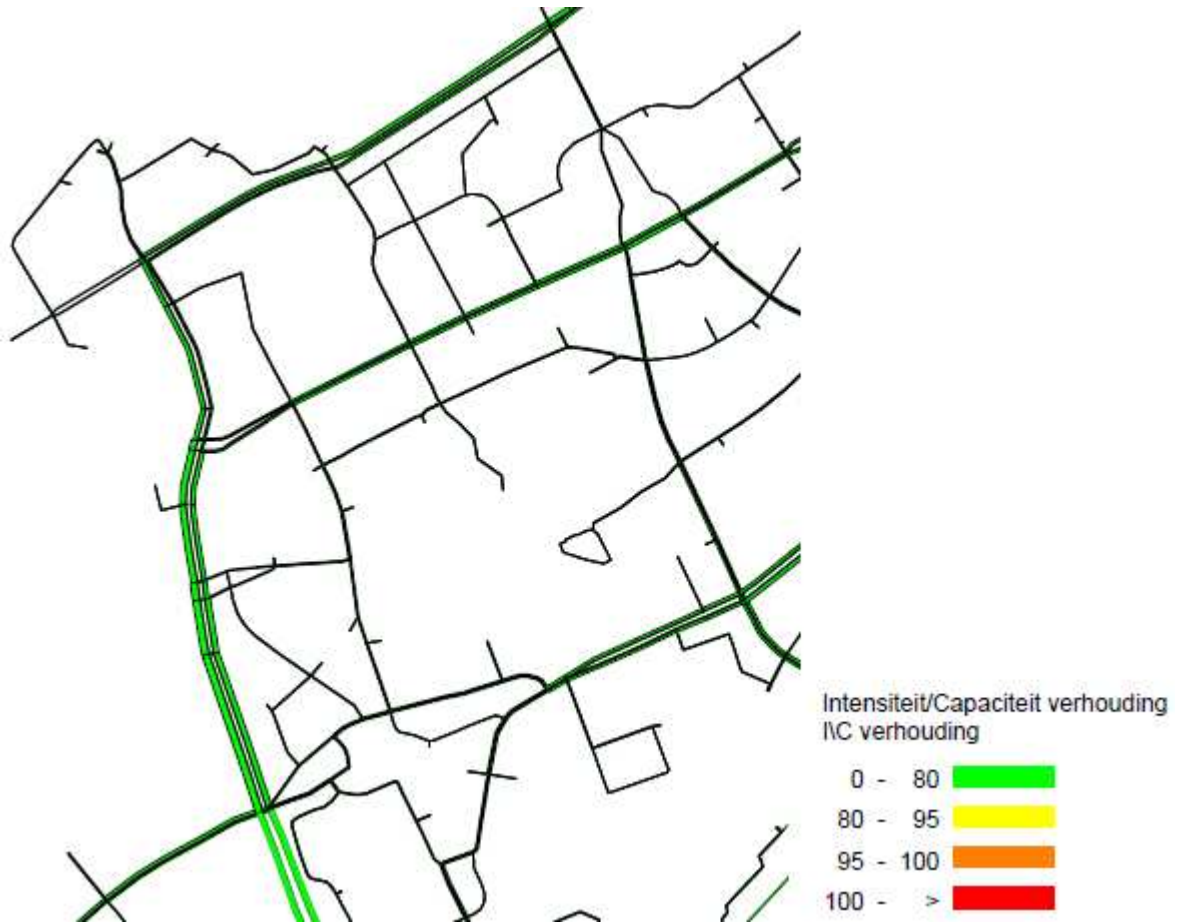 Intensiteit/Capaciteit verhouding
I\C verhouding
0 - 80
80 - 95
95 - 100
100 - >